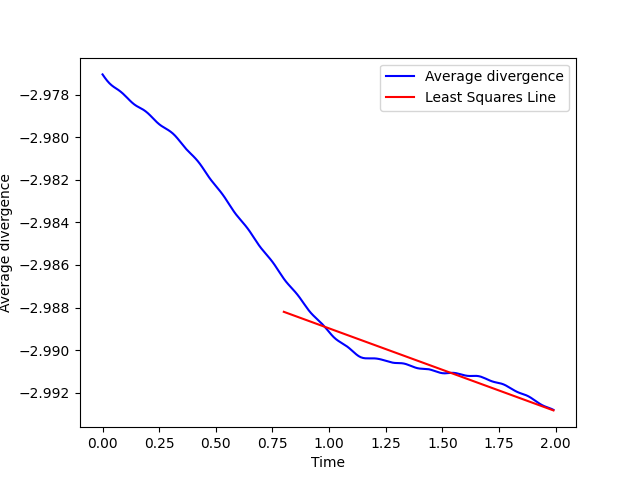 Average divergence
Least Squares Line
Average divergence
−2.978
−2.980
−2.982
−2.984
−2.986
−2.988
−2.990
−2.992
0.00 0.25 0.50 0.75 1.00 1.25 1.50 1.75 2.00
Time